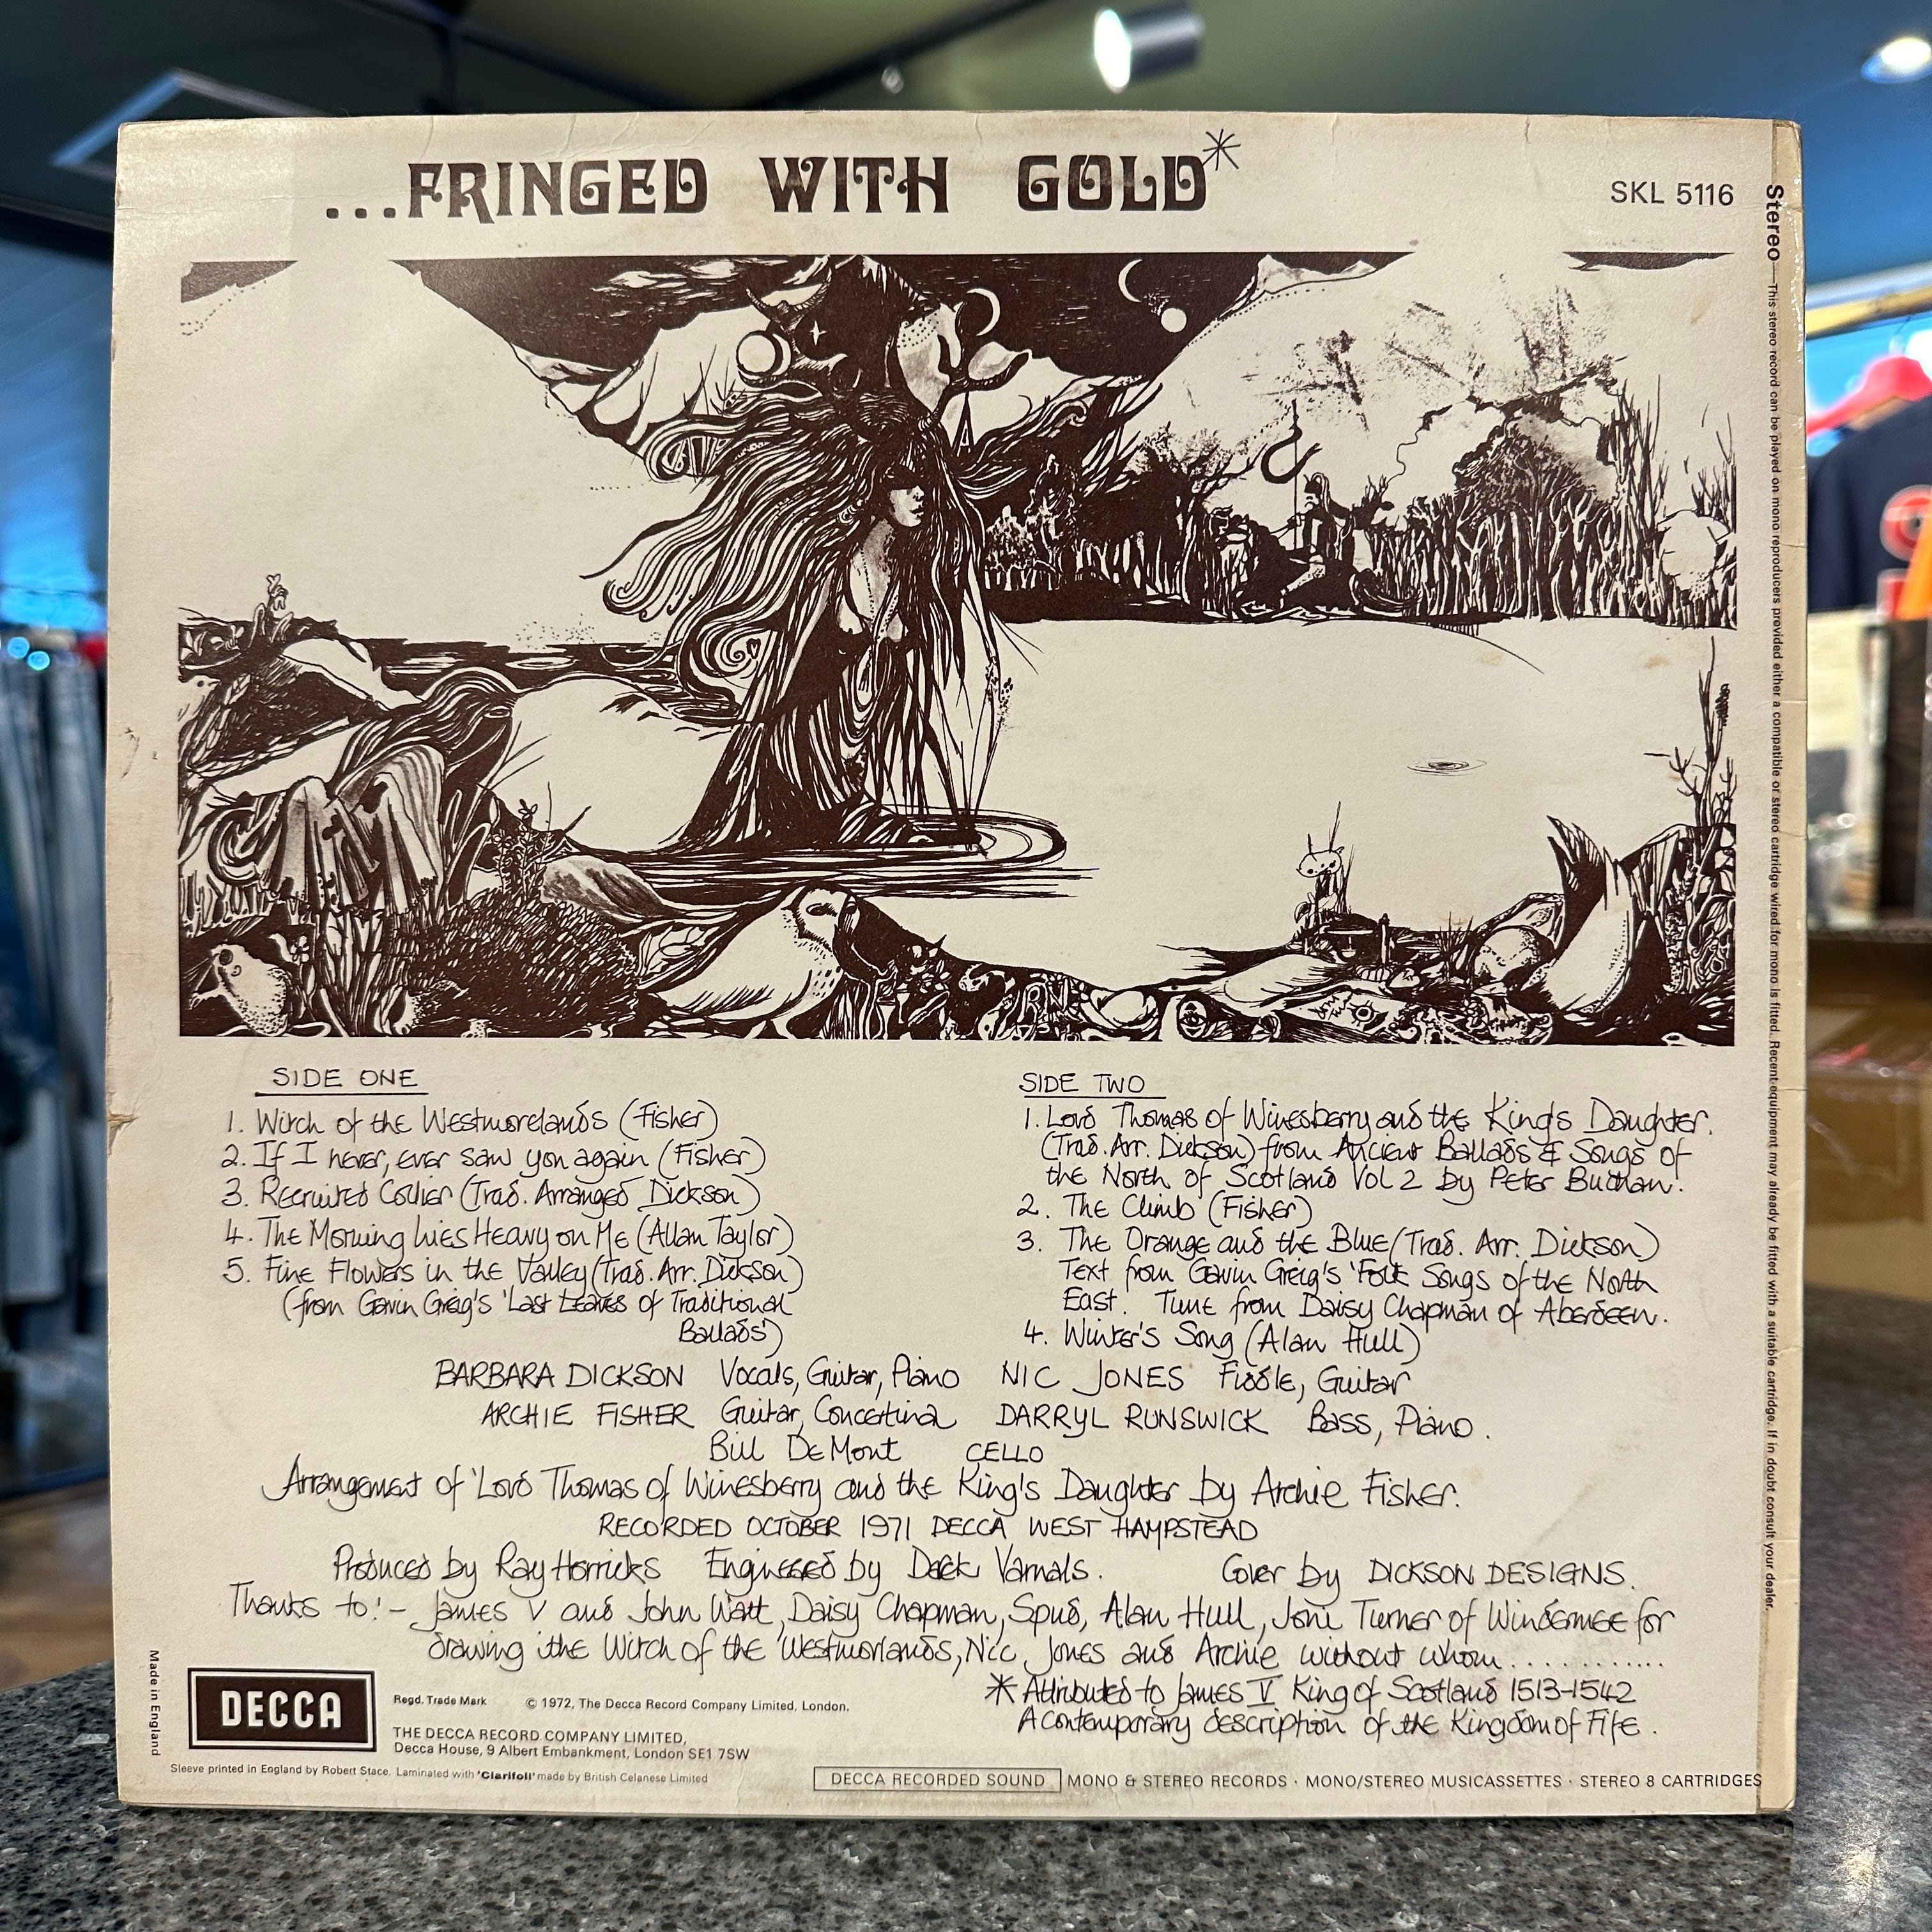 ...FRINGED WITH GOLD*
SKL 5116
Stereo—This stereo record can be played on mono reproducers provided either a compatible or stereo cartridge wired for mono is fitted. Recent equipment may already be fitted with a suitable cartridge. If in doubt consult your dealer.
SIDE ONE
1. Witch of the Westmorelands (Fisher)
2. If I never, ever saw you again (Fisher)
3. Recruited Collier (Trad. Arranged Dickson)
4. The Morning Lies Heavy on Me (Allan Taylor)
5. Fine Flowers in the Valley (Trad. Arr. Dickson)
(from Gavin Greig's 'Last Leaves of Traditional
Ballads')
SIDE TWO
1. Lord Thomas of Winesberry and the King's Daughter.
(Trad. Arr. Dickson) from Ancient Ballads & Songs of
the North of Scotland Vol 2 by Peter Buchan.
2. The Climb (Fisher)
3. The Orange and the Blue (Trad. Arr. Dickson)
Text from Gavin Greig's 'Folk Songs of the North
East. Tune from Daisy Chapman of Aberdeen.
4. Winter's Song (Alan Hull)
BARBARA DICKSON Vocals, Guitar, Piano NIC JONES Fiddle, Guitar
ARCHIE FISHER Guitar, Concertina DARRYL RUNSWICK Bass, Piano.
Bill DeMont CELLO
Arrangement of 'Lord Thomas of Winesberry and the King's Daughter by Archie Fisher.
RECORDED OCTOBER 1971 DECCA WEST HAMPSTEAD
Produced by Ray Horricks Engineered by Derek Varnals. Cover by DICKSON DESIGNS.
Thanks to:- James V and John Watt, Daisy Chapman, Spud, Alan Hull, Joni Turner of Windermere for
drawing the Witch of the Westmorlands, Nic Jones and Archie without whom............
* Attributed to James V King of Scotland 1513-1542
A contemporary description of the Kingdom of Fife.
Made in England
DECCA
Regd. Trade Mark © 1972, The Decca Record Company Limited, London.
THE DECCA RECORD COMPANY LIMITED,
Decca House, 9 Albert Embankment, London SE1 7SW
Sleeve printed in England by Robert Stace. Laminated with 'Clarifoil' made by British Celanese Limited
DECCA RECORDED SOUND MONO & STEREO RECORDS · MONO/STEREO MUSICASSETTES · STEREO 8 CARTRIDGES